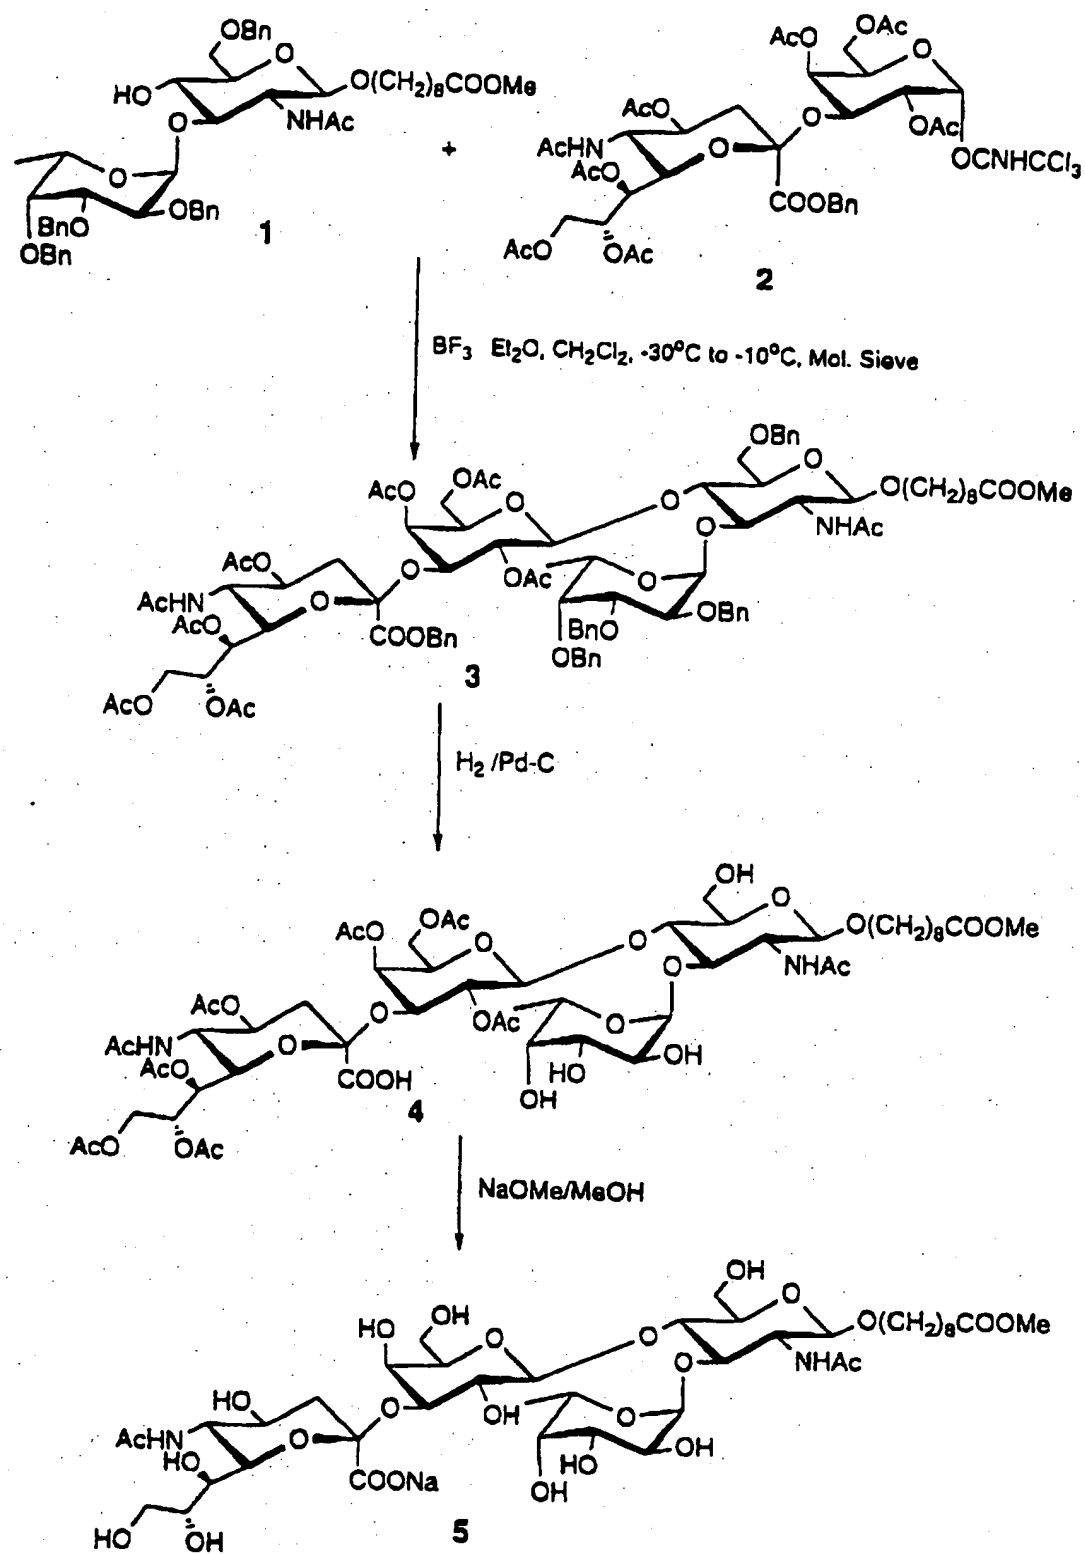 OBn
O
HO
O(CH2)8COOMe
NHAc
O
O
OBn
BnO
OBn
1
+
AcO
OAc
O
AcO
O
OAc
AcHN
O
AcO
COOBn
OCNHCCl3
AcO
OAc
2
BF3 Et2O, CH2Cl2, -30°C to -10°C, Mol. Sieve
OBn
O
AcO
OAc
O
O
O(CH2)8COOMe
O
NHAc
AcO
O
OAc
O
AcHN
O
AcO
COOBn
OBn
BnO
OBn
3
AcO
OAc
H2 /Pd-C
OH
O
AcO
OAc
O
O
O(CH2)8COOMe
O
NHAc
AcO
O
OAc
O
AcHN
O
AcO
COOH
OH
HO
OH
4
AcO
OAc
NaOMe/MeOH
OH
O
HO
OH
O
O
O(CH2)8COOMe
O
NHAc
HO
O
OH
O
AcHN
O
HO
COONa
OH
HO
OH
HO
OH
5